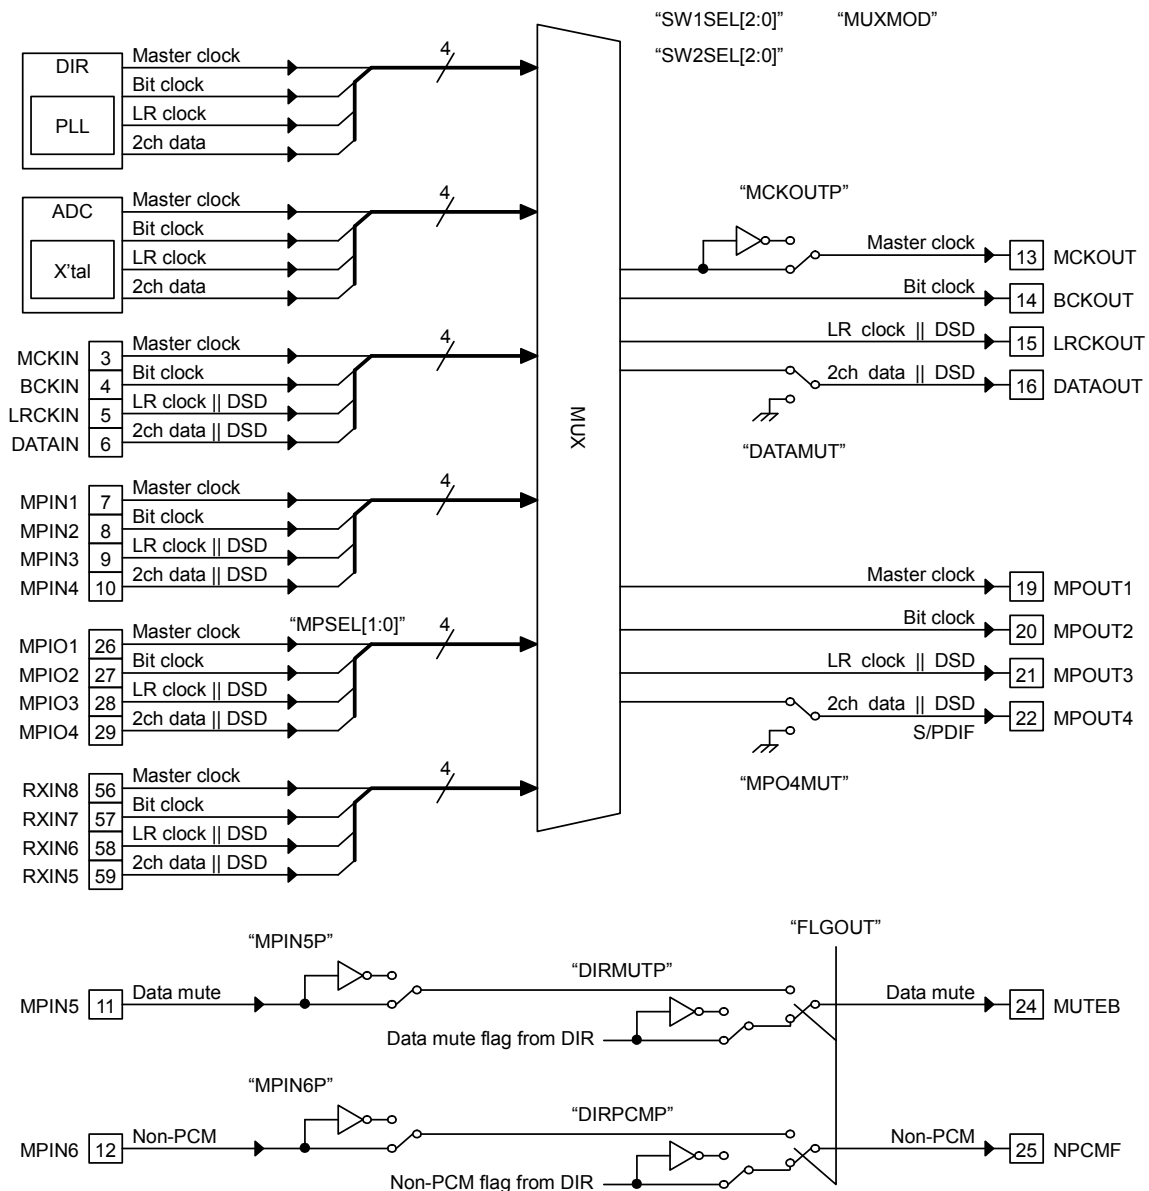 “SW1SEL[2:0]” “MUXMOD”
“SW2SEL[2:0]”
DIR
PLL
Master clock
Bit clock
LR clock
2ch data
4
ADC
X’tal
Master clock
Bit clock
LR clock
2ch data
4
MCKIN 3 Master clock
BCKIN 4 Bit clock
LRCKIN 5 LR clock || DSD
DATAIN 6 2ch data || DSD
4
MPIN1 7 Master clock
MPIN2 8 Bit clock
MPIN3 9 LR clock || DSD
MPIN4 10 2ch data || DSD
4
“MPSEL[1:0]”
MPIO1 26 Master clock
MPIO2 27 Bit clock
MPIO3 28 LR clock || DSD
MPIO4 29 2ch data || DSD
4
RXIN8 56 Master clock
RXIN7 57 Bit clock
RXIN6 58 LR clock || DSD
RXIN5 59 2ch data || DSD
4
MUX
“MCKOUTP”
Master clock 13 MCKOUT
Bit clock 14 BCKOUT
LR clock || DSD 15 LRCKOUT
2ch data || DSD 16 DATAOUT
“DATAMUT”
Master clock 19 MPOUT1
Bit clock 20 MPOUT2
LR clock || DSD 21 MPOUT3
2ch data || DSD 22 MPOUT4
S/PDIF
“MPO4MUT”
“FLGOUT”
“MPIN5P”
“DIRMUTP”
MPIN5 11 Data mute
Data mute 24 MUTEB
Data mute flag from DIR
“MPIN6P”
“DIRPCMP”
MPIN6 12 Non-PCM
Non-PCM 25 NPCMF
Non-PCM flag from DIR